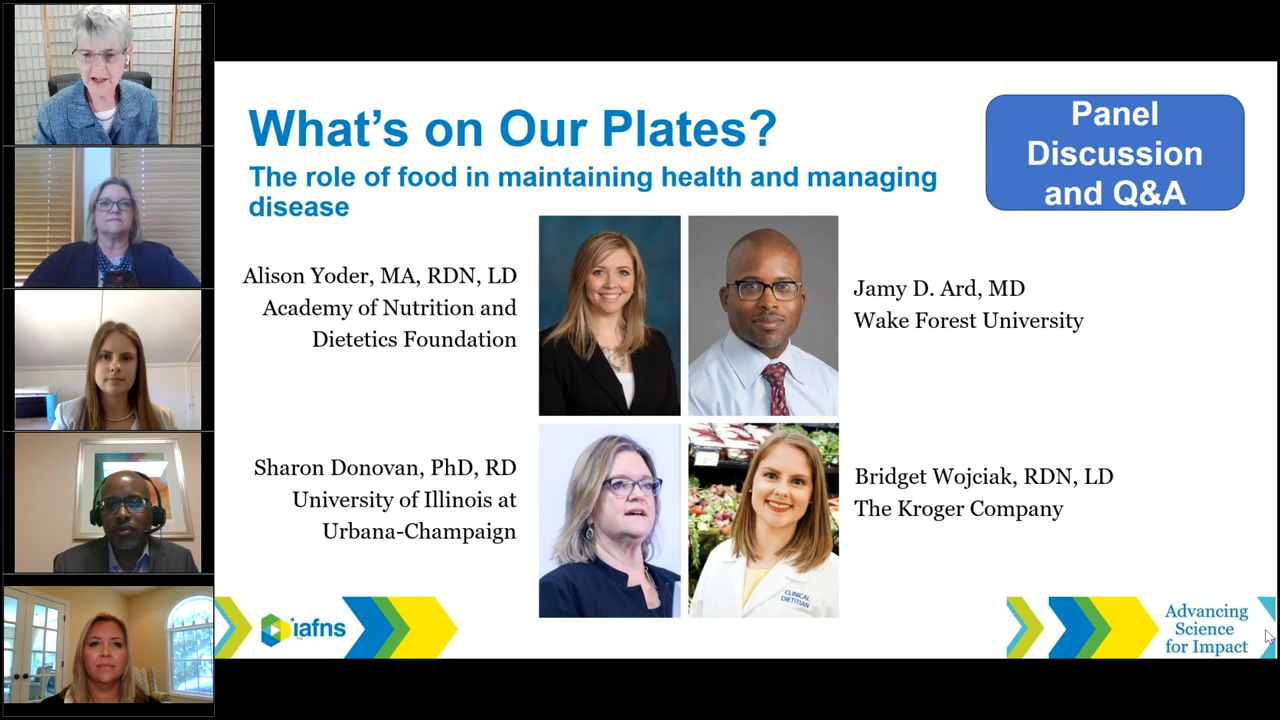 What's on Our Plates?
The role of food in maintaining health and managing
disease
Panel
Discussion
and Q&A
Alison Yoder, MA, RDN, LD
Academy of Nutrition and
Dietetics Foundation
Jamy D. Ard, MD
Wake Forest University
Sharon Donovan, PhD, RD
University of Illinois at
Urbana-Champaign
Bridget Wojciak, RDN, LD
The Kroger Company
CLINICAL
DIETITIAN
iafns
Advancing
Science
for Impact